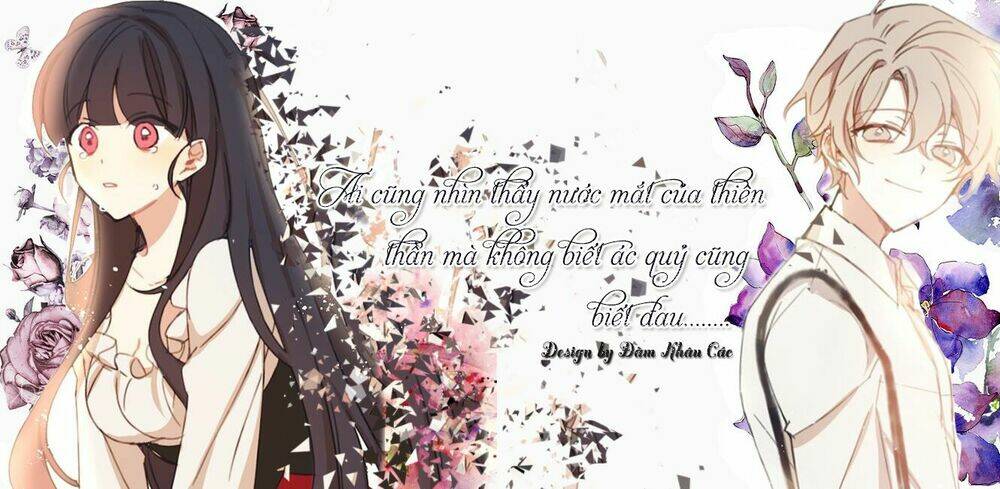 Ai cũng nhìn thấy nước mắt của thiên
thần mà không biết ác quỷ cũng
biết đau........
Design by Đàm Khâu Các